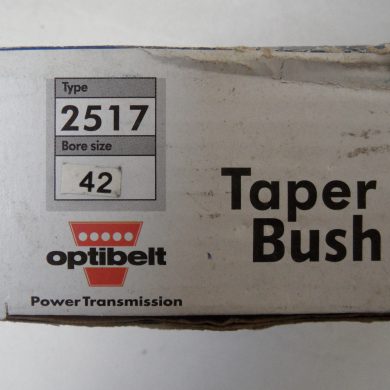 Type
2517
Bore size
42
Taper
Bush
optibelt
Power Transmission